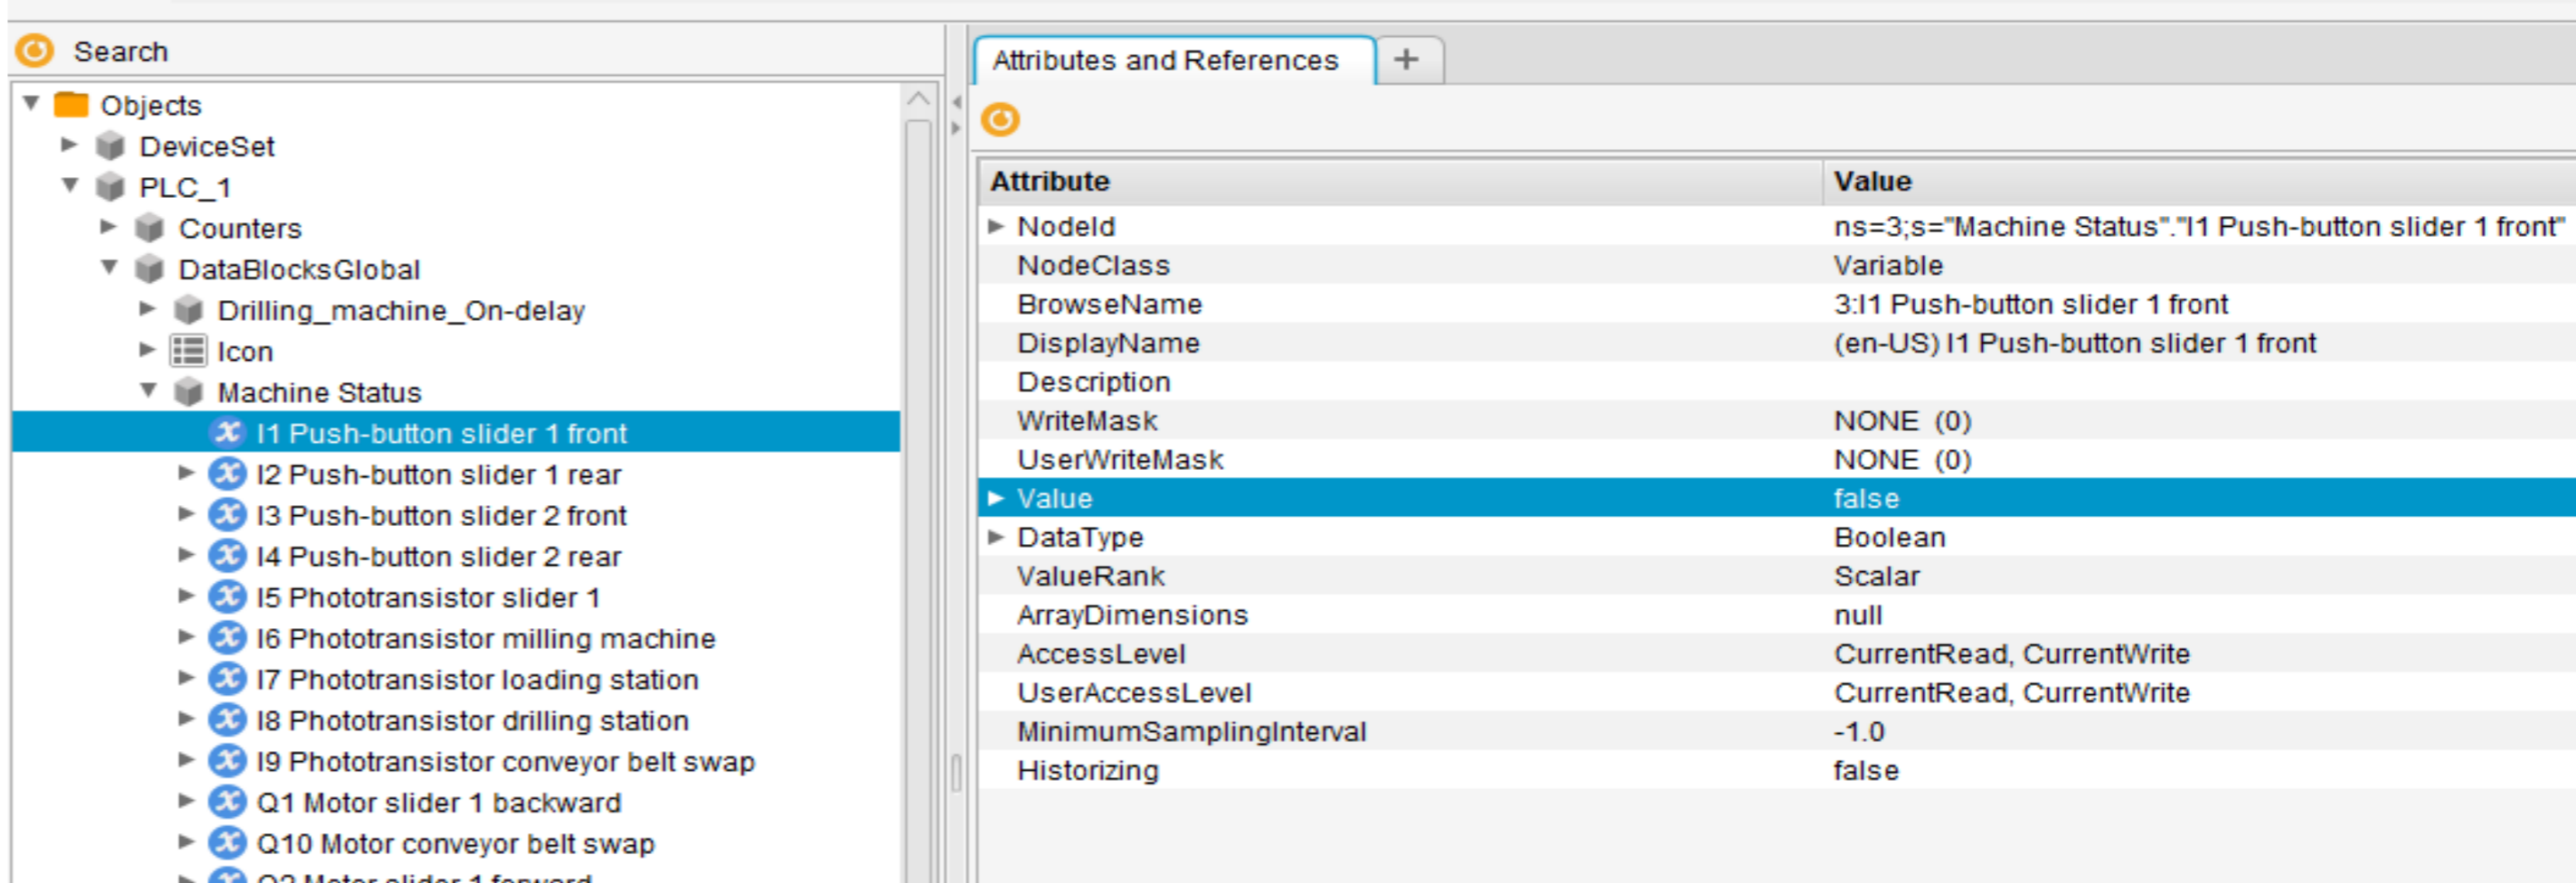 Search
Objects
DeviceSet
PLC_1
Counters
DataBlocksGlobal
Drilling_machine_On-delay
Icon
Machine Status
I1 Push-button slider 1 front
I2 Push-button slider 1 rear
I3 Push-button slider 2 front
I4 Push-button slider 2 rear
I5 Phototransistor slider 1
I6 Phototransistor milling machine
I7 Phototransistor loading station
I8 Phototransistor drilling station
I9 Phototransistor conveyor belt swap
Q1 Motor slider 1 backward
Q10 Motor conveyor belt swap
Q2 Motor slider 1 forward
Attributes and References +
Attribute Value
NodeId ns=3;s="Machine Status"."I1 Push-button slider 1 front"
NodeClass Variable
BrowseName 3:I1 Push-button slider 1 front
DisplayName (en-US) I1 Push-button slider 1 front
Description
WriteMask NONE (0)
UserWriteMask NONE (0)
Value false
DataType Boolean
ValueRank Scalar
ArrayDimensions null
AccessLevel CurrentRead, CurrentWrite
UserAccessLevel CurrentRead, CurrentWrite
MinimumSamplingInterval -1.0
Historizing false